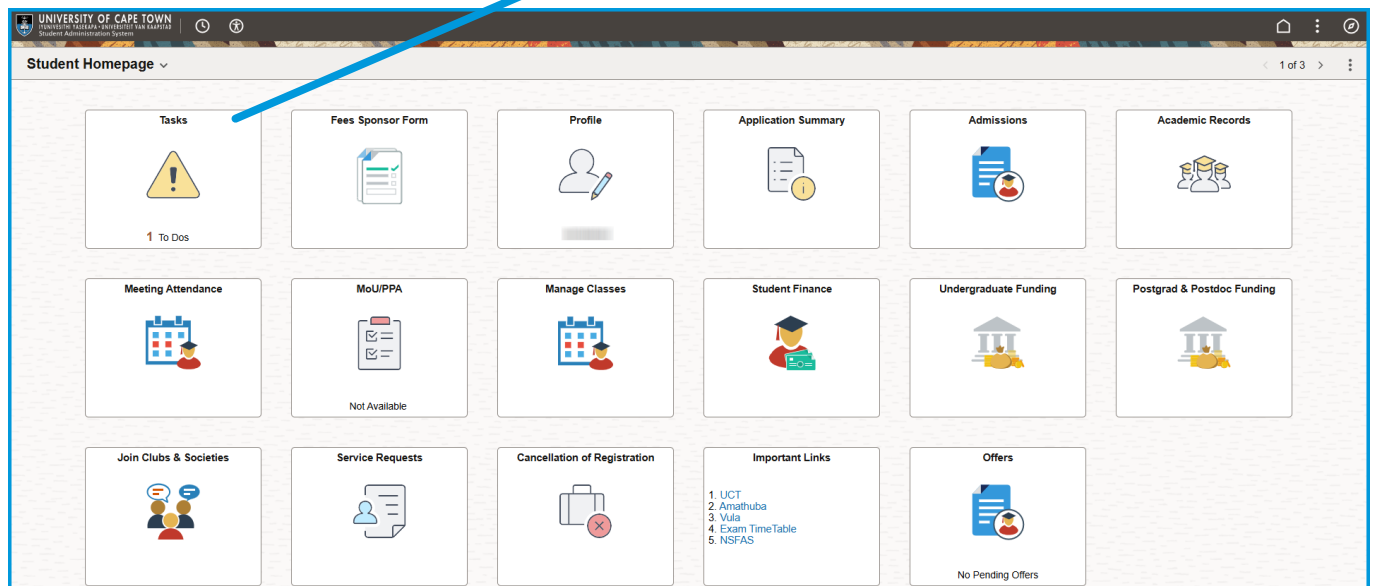 UNIVERSITY OF CAPE TOWN
IYUNIVESITHI YASEKAPA • UNIVERSITEIT VAN KAAPSTAD
Student Administration System
Student Homepage
1 of 3
Tasks
Fees Sponsor Form
Profile
Application Summary
Admissions
Academic Records
1 To Dos
Meeting Attendance
MoU/PPA
Manage Classes
Student Finance
Undergraduate Funding
Postgrad & Postdoc Funding
Not Available
Join Clubs & Societies
Service Requests
Cancellation of Registration
Important Links
Offers
1. UCT
2. Amathuba
3. Vula
4. Exam TimeTable
5. NSFAS
No Pending Offers